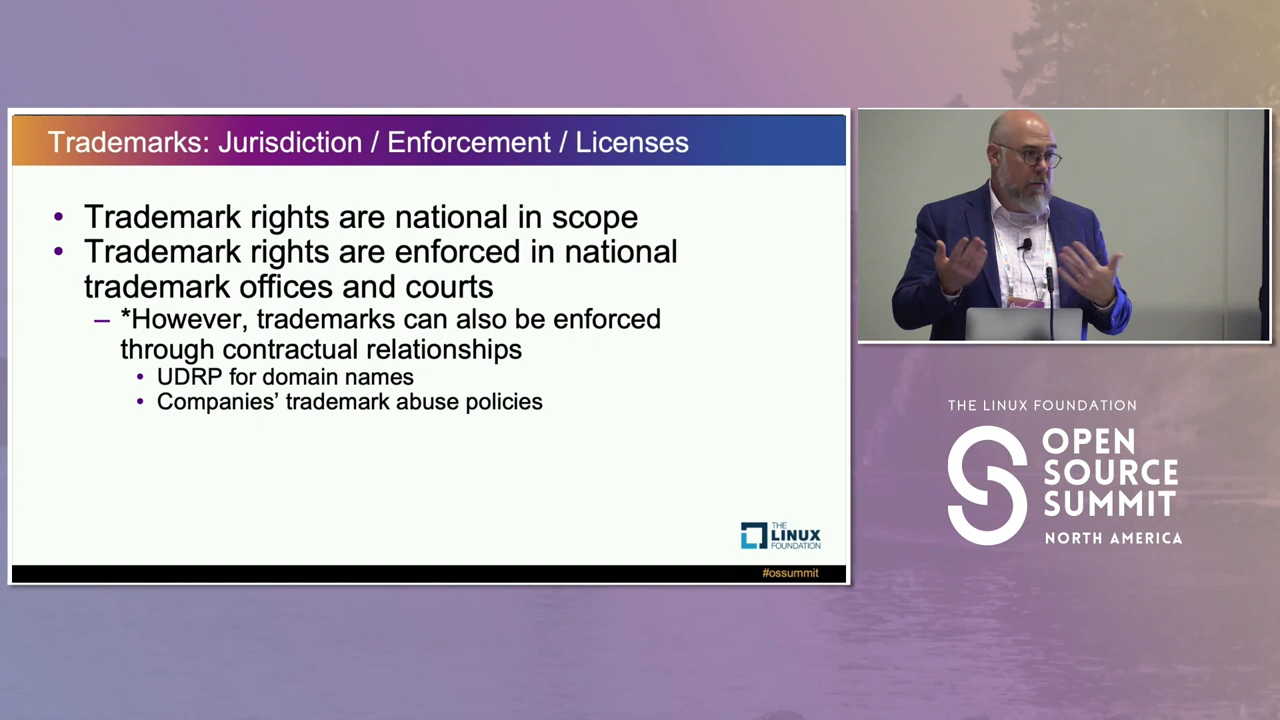 Trademarks: Jurisdiction / Enforcement / Licenses
• Trademark rights are national in scope
• Trademark rights are enforced in national
trademark offices and courts
– *However, trademarks can also be enforced
through contractual relationships
• UDRP for domain names
• Companies’ trademark abuse policies
THE
LINUX
FOUNDATION
#ossummit
THE LINUX FOUNDATION
OPEN
SOURCE
SUMMIT
NORTH AMERICA